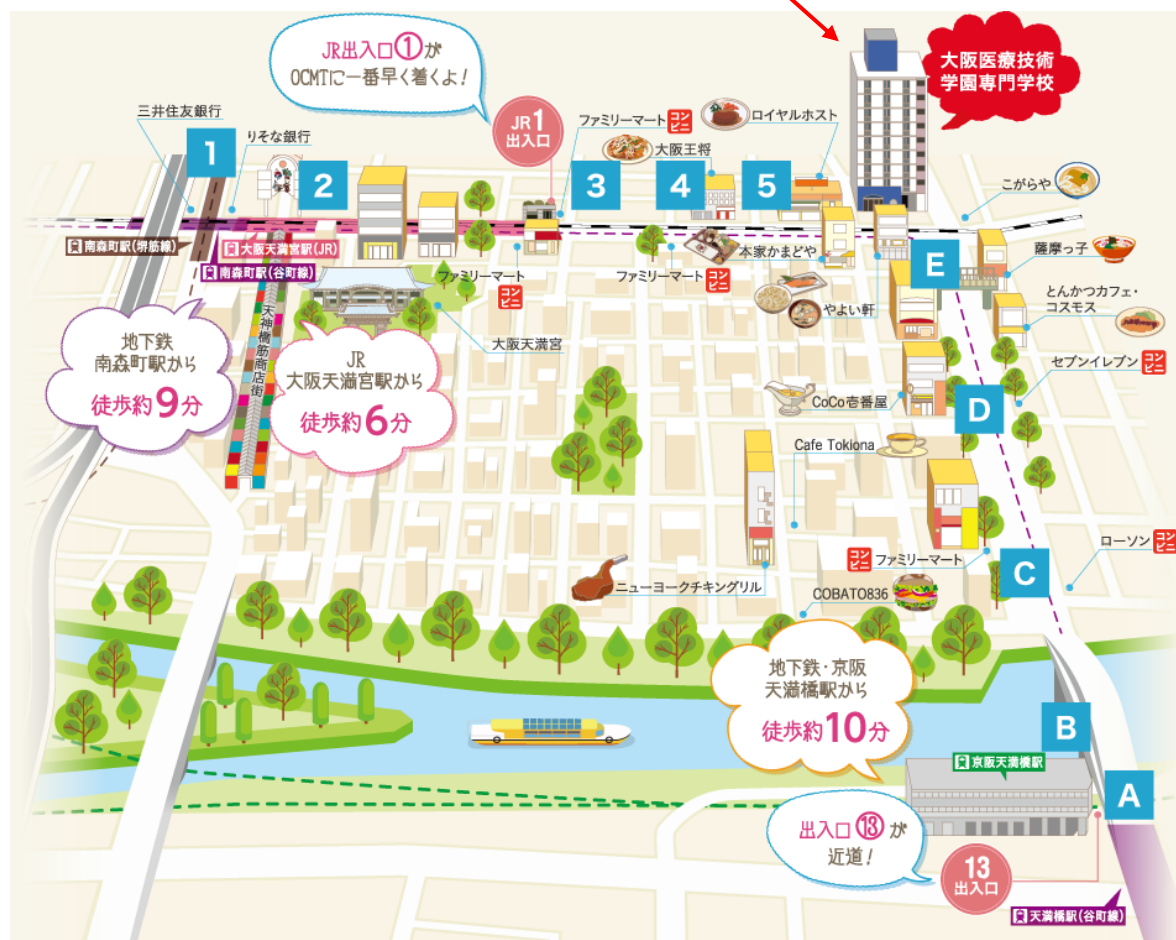 JR出入口①が
OCMTに一番早く着くよ!
大阪医療技術
学園専門学校
三井住友銀行
りそな銀行
JR1
出入口
ファミリーマート
コンビニ
ロイヤルホスト
大阪王将
こがらや
1
2
3
4
5
南森町駅(堺筋線)
大阪天満宮駅(JR)
南森町駅(谷町線)
ファミリーマート
コンビニ
ファミリーマート
コンビニ
本家かまどや
E
薩摩っ子
とんかつカフェ・
コスモス
やよい軒
天神橋筋商店街
大阪天満宮
地下鉄
南森町駅から
徒歩約9分
JR
大阪天満宮駅から
徒歩約6分
セブンイレブン
コンビニ
CoCo壱番屋
D
Cafe Tokiona
コンビニ
ファミリーマート
ローソン
コンビニ
C
ニューヨークチキングリル
COBATO836
地下鉄・京阪
天満橋駅から
徒歩約10分
B
京阪天満橋駅
A
出入口⑬が
近道!
13
出入口
天満橋駅(谷町線)